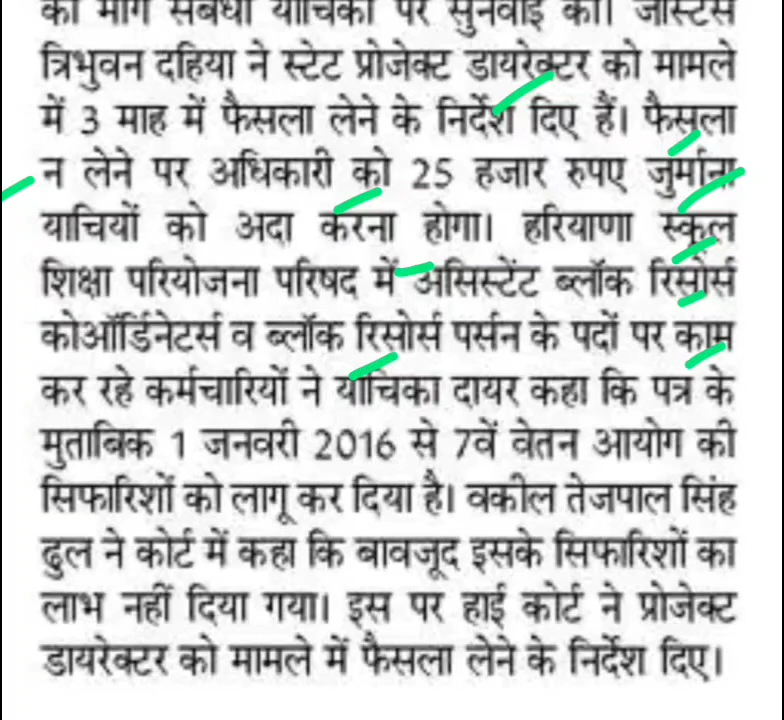 की मांग संबंधी याचिका पर सुनवाई की। जस्टिस
त्रिभुवन दहिया ने स्टेट प्रोजेक्ट डायरेक्टर को मामले
में 3 माह में फैसला लेने के निर्देश दिए हैं। फैसला
न लेने पर अधिकारी को 25 हजार रुपए जुर्माना
याचियों को अदा करना होगा। हरियाणा स्कूल
शिक्षा परियोजना परिषद में असिस्टेंट ब्लॉक रिसोर्स
कोऑर्डिनेटर्स व ब्लॉक रिसोर्स पर्सन के पदों पर काम
कर रहे कर्मचारियों ने याचिका दायर कहा कि पत्र के
मुताबिक 1 जनवरी 2016 से 7वें वेतन आयोग की
सिफारिशों को लागू कर दिया है। वकील तेजपाल सिंह
ढुल ने कोर्ट में कहा कि बावजूद इसके सिफारिशों का
लाभ नहीं दिया गया। इस पर हाई कोर्ट ने प्रोजेक्ट
डायरेक्टर को मामले में फैसला लेने के निर्देश दिए।